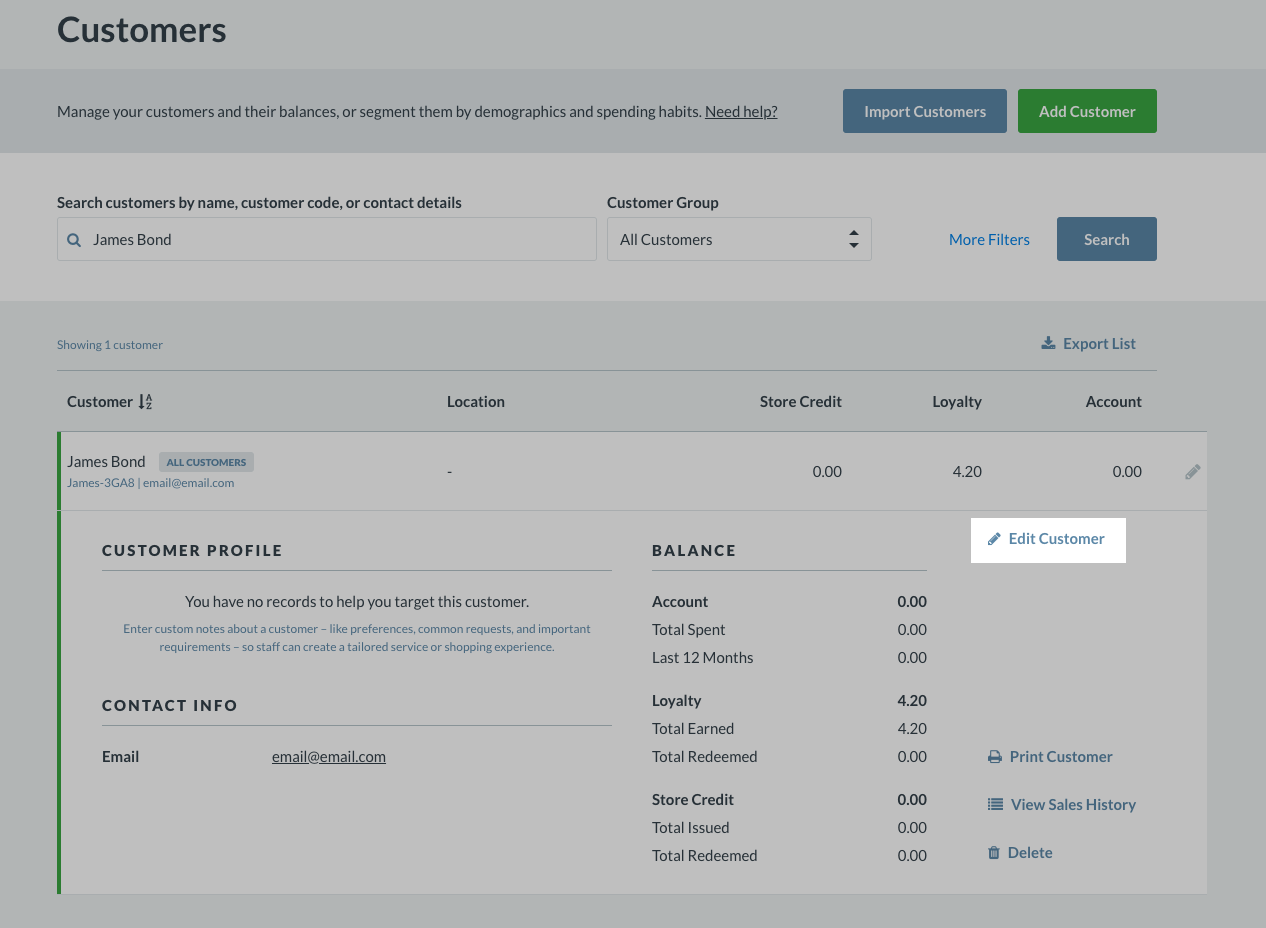 Customers
Manage your customers and their balances, or segment them by demographics and spending habits. Need help?
Import Customers
Add Customer
Search customers by name, customer code, or contact details
Customer Group
James Bond
All Customers
More Filters
Search
Showing 1 customer
Export List
Customer
Location
Store Credit
Loyalty
Account
James Bond ALL CUSTOMERS
James-3GA8 | email@email.com
-
0.00
4.20
0.00
CUSTOMER PROFILE
You have no records to help you target this customer.
Enter custom notes about a customer – like preferences, common requests, and important
requirements – so staff can create a tailored service or shopping experience.
CONTACT INFO
Email email@email.com
BALANCE
Account 0.00
Total Spent 0.00
Last 12 Months 0.00
Loyalty 4.20
Total Earned 4.20
Total Redeemed 0.00
Store Credit 0.00
Total Issued 0.00
Total Redeemed 0.00
Edit Customer
Print Customer
View Sales History
Delete